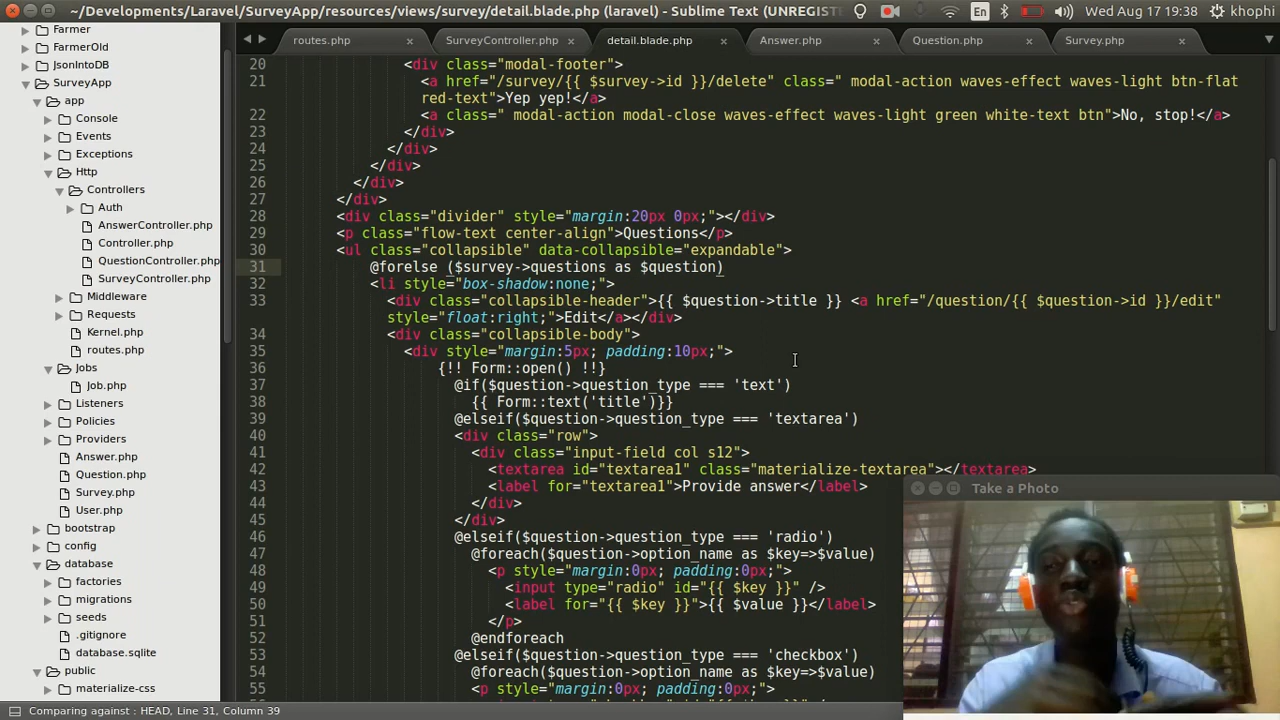 ~/Developments/Laravel/SurveyApp/resources/views/survey/detail.blade.php (laravel) - Sublime Text (UNREGISTE
En
Wed Aug 17 19:38
khophi
Farmer
FarmerOld
JsonIntoDB
SurveyApp
app
Console
Events
Exceptions
Http
Controllers
Auth
AnswerController.php
Controller.php
QuestionController.php
SurveyController.php
Middleware
Requests
Kernel.php
routes.php
Jobs
Job.php
Listeners
Policies
Providers
Answer.php
Question.php
Survey.php
User.php
bootstrap
config
database
factories
migrations
seeds
.gitignore
database.sqlite
public
materialize-css
routes.php
SurveyController.php
detail.blade.php
Answer.php
Question.php
Survey.php
20 <div class="modal-footer">
21 <a href="/survey/{{ $survey->id }}/delete" class=" modal-action waves-effect waves-light btn-flat
red-text">Yep yep!</a>
22 <a class=" modal-action modal-close waves-effect waves-light green white-text btn">No, stop!</a>
23 </div>
24 </div>
25 </div>
26 </div>
27 </div>
28 <div class="divider" style="margin:20px 0px;"></div>
29 <p class="flow-text center-align">Questions</p>
30 <ul class="collapsible" data-collapsible="expandable">
31 @forelse ($survey->questions as $question)
32 <li style="box-shadow:none;">
33 <div class="collapsible-header">{{ $question->title }} <a href="/question/{{ $question->id }}/edit"
style="float:right;">Edit</a></div>
34 <div class="collapsible-body">
35 <div style="margin:5px; padding:10px;">
36 {!! Form::open() !!}
37 @if($question->question_type === 'text')
38 {{ Form::text('title')}}
39 @elseif($question->question_type === 'textarea')
40 <div class="row">
41 <div class="input-field col s12">
42 <textarea id="textarea1" class="materialize-textarea"></textarea>
43 <label for="textarea1">Provide answer</label>
44 </div>
45 </div>
46 @elseif($question->question_type === 'radio')
47 @foreach($question->option_name as $key=>$value)
48 <p style="margin:0px; padding:0px;">
49 <input type="radio" id="{{ $key }}" />
50 <label for="{{ $key }}">{{ $value }}</label>
51 </p>
52 @endforeach
53 @elseif($question->question_type === 'checkbox')
54 @foreach($question->option_name as $key=>$value)
55 <p style="margin:0px; padding:0px;">
Take a Photo
Comparing against : HEAD, Line 31, Column 39